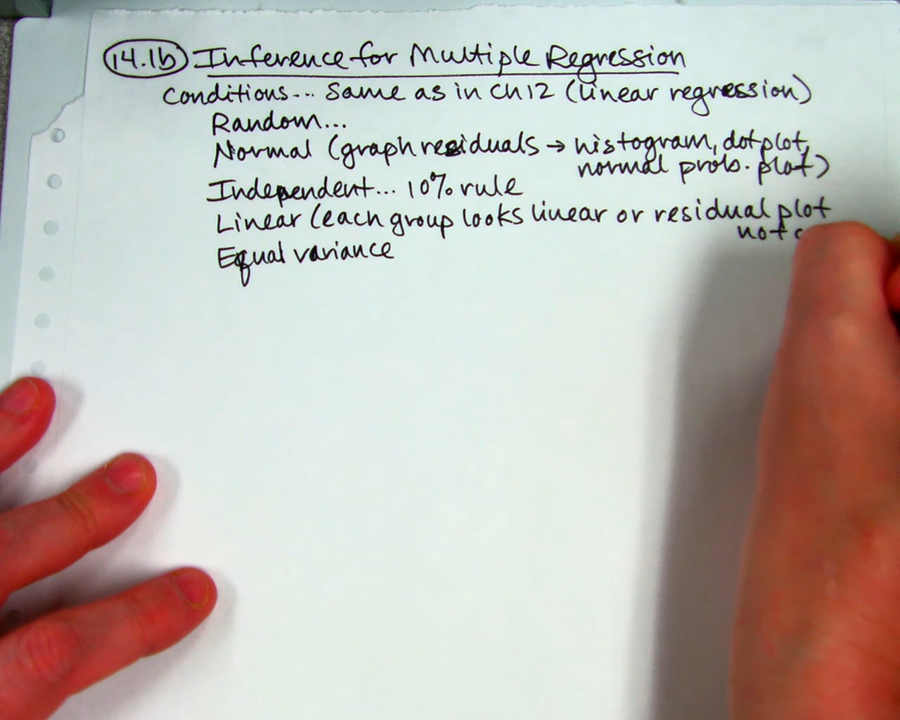 14.1b Inference for Multiple Regression
Conditions... same as in Ch12 (linear regression)
Random...
Normal (graph residuals → histogram, dotplot,
normal prob. plot)
Independent... 10% rule
Linear (each group looks linear or residual plot
not
Equal variance